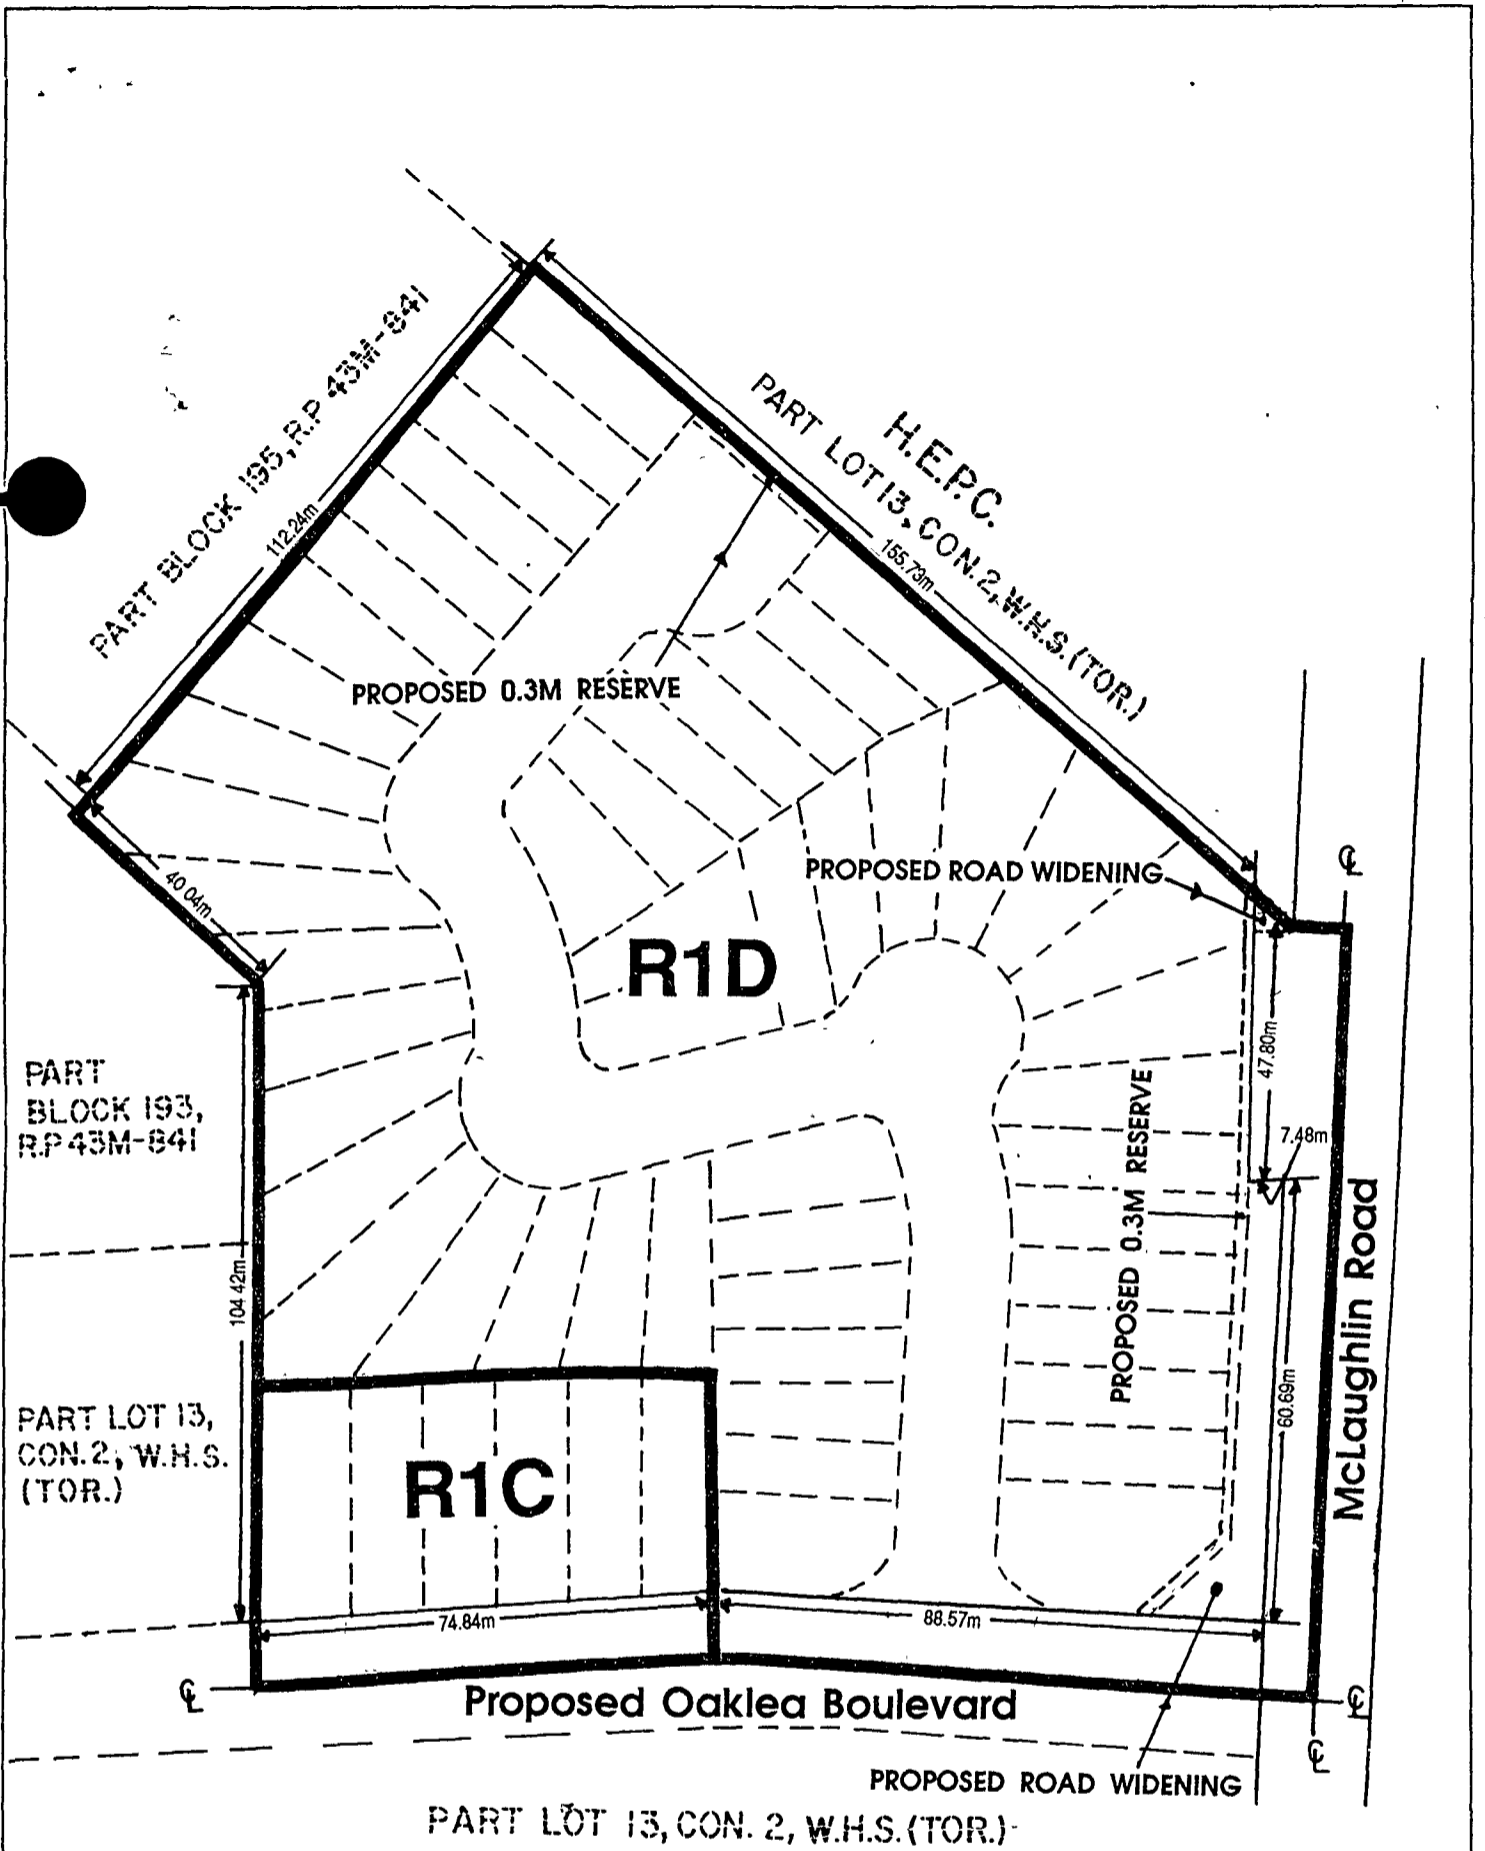 PART BLOCK 195, R.P 43M-841
112.24m
H.E.P.C.
PART LOT 13, CON. 2, W.H.S. (TOR.)
155.73m
PROPOSED 0.3M RESERVE
40.04m
PROPOSED ROAD WIDENING
R1D
47.80m
PART
BLOCK 193,
R.P 43M-841
PROPOSED 0.3M RESERVE
7.48m
104.42m
McLaughlin Road
60.69m
PART LOT 13,
CON. 2, W.H.S.
(TOR.)
R1C
74.84m
88.57m
Proposed Oaklea Boulevard
PROPOSED ROAD WIDENING
PART LOT 13, CON. 2, W.H.S. (TOR.)